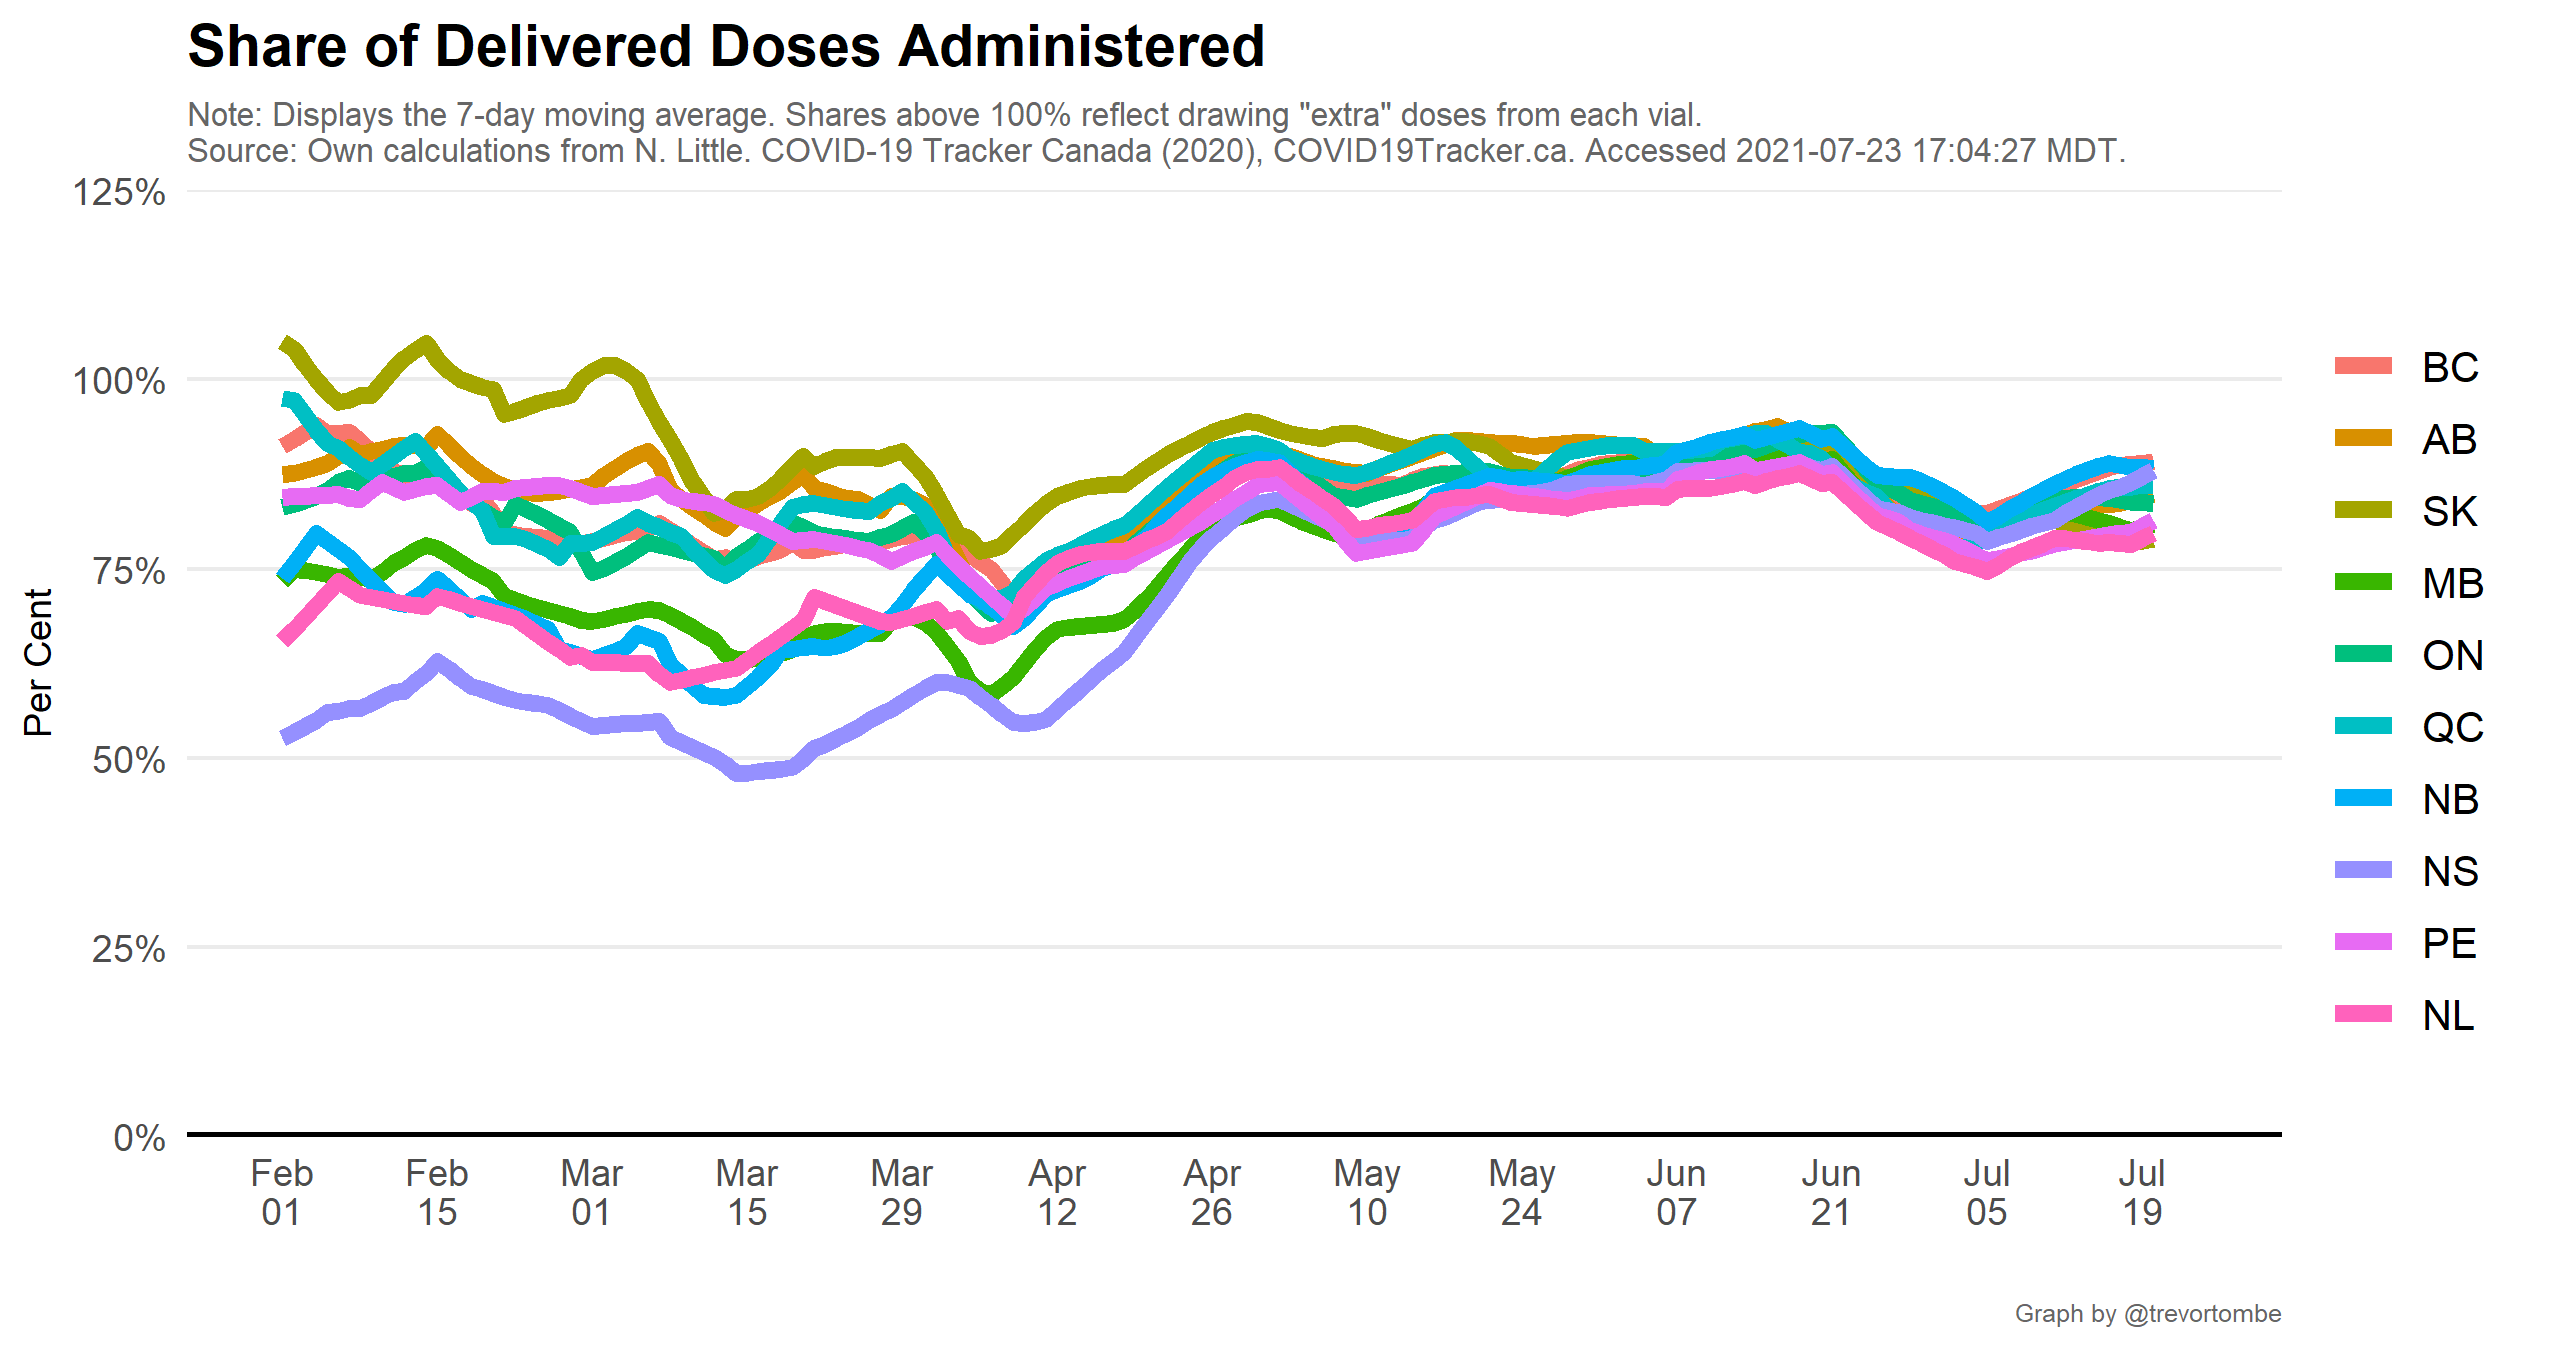 Share of Delivered Doses Administered
Note: Displays the 7-day moving average. Shares above 100% reflect drawing "extra" doses from each vial.
Source: Own calculations from N. Little. COVID-19 Tracker Canada (2020), COVID19Tracker.ca. Accessed 2021-07-23 17:04:27 MDT.
125%
100%
75%
50%
25%
0%
Per Cent
Feb 01
Feb 15
Mar 01
Mar 15
Mar 29
Apr 12
Apr 26
May 10
May 24
Jun 07
Jun 21
Jul 05
Jul 19
BC
AB
SK
MB
ON
QC
NB
NS
PE
NL
Graph by @trevortombe